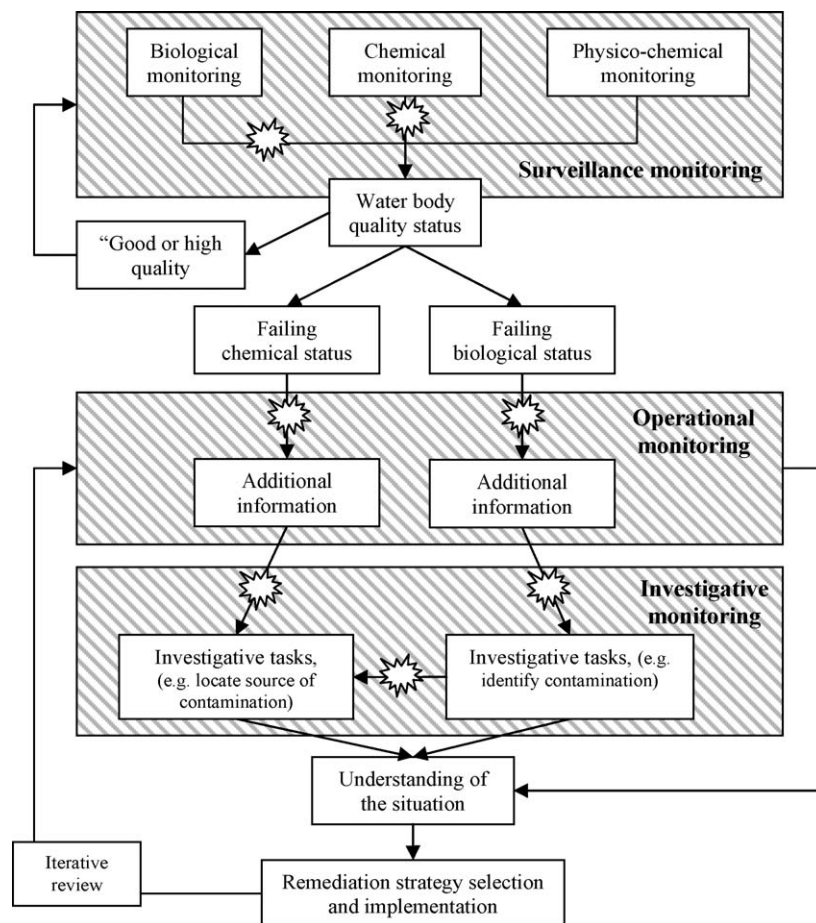 Biological
monitoring
Chemical
monitoring
Physico-chemical
monitoring
Surveillance monitoring
Water body
quality status
“Good or high
quality
Failing
chemical status
Failing
biological status
Operational
monitoring
Additional
information
Additional
information
Investigative
monitoring
Investigative tasks,
(e.g. locate source of
contamination)
Investigative tasks, (e.g.
identify contamination)
Understanding of
the situation
Iterative
review
Remediation strategy selection
and implementation